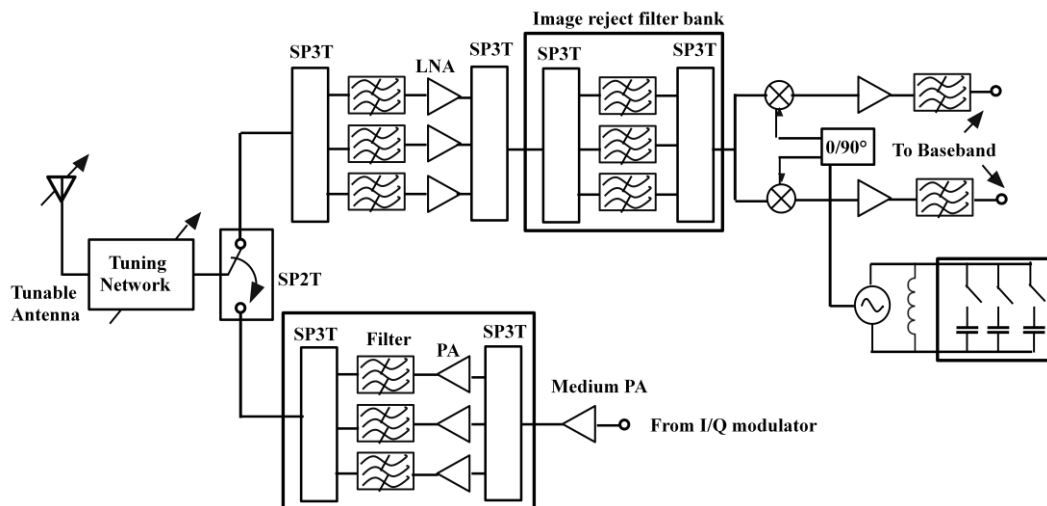 Image reject filter bank
SP3T
LNA
SP3T
SP3T
SP3T
0/90°
To Baseband
Tuning
Network
SP2T
Tunable
Antenna
SP3T
Filter
PA
SP3T
Medium PA
From I/Q modulator